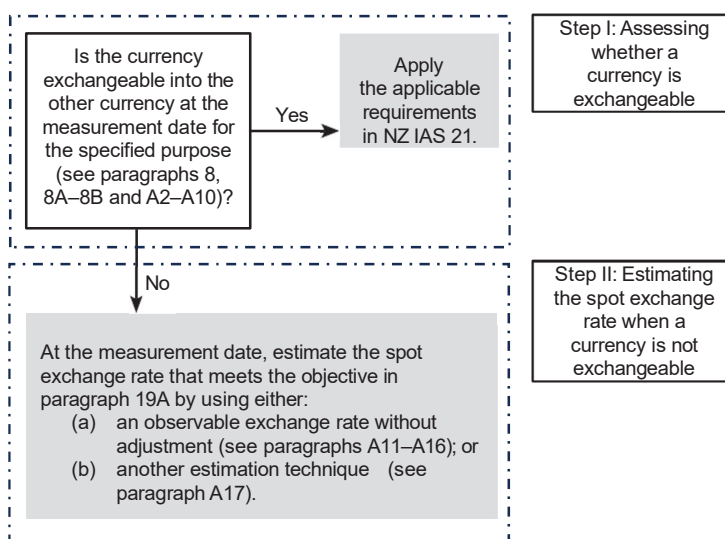 Is the currency
exchangeable into the
other currency at the
measurement date for
the specified purpose
(see paragraphs 8,
8A–8B and A2–A10)?
Yes
Apply
the applicable
requirements
in NZ IAS 21.
Step I: Assessing
whether a
currency is
exchangeable
No
At the measurement date, estimate the spot
exchange rate that meets the objective in
paragraph 19A by using either:
(a) an observable exchange rate without
adjustment (see paragraphs A11–A16); or
(b) another estimation technique (see
paragraph A17).
Step II: Estimating
the spot exchange
rate when a
currency is not
exchangeable